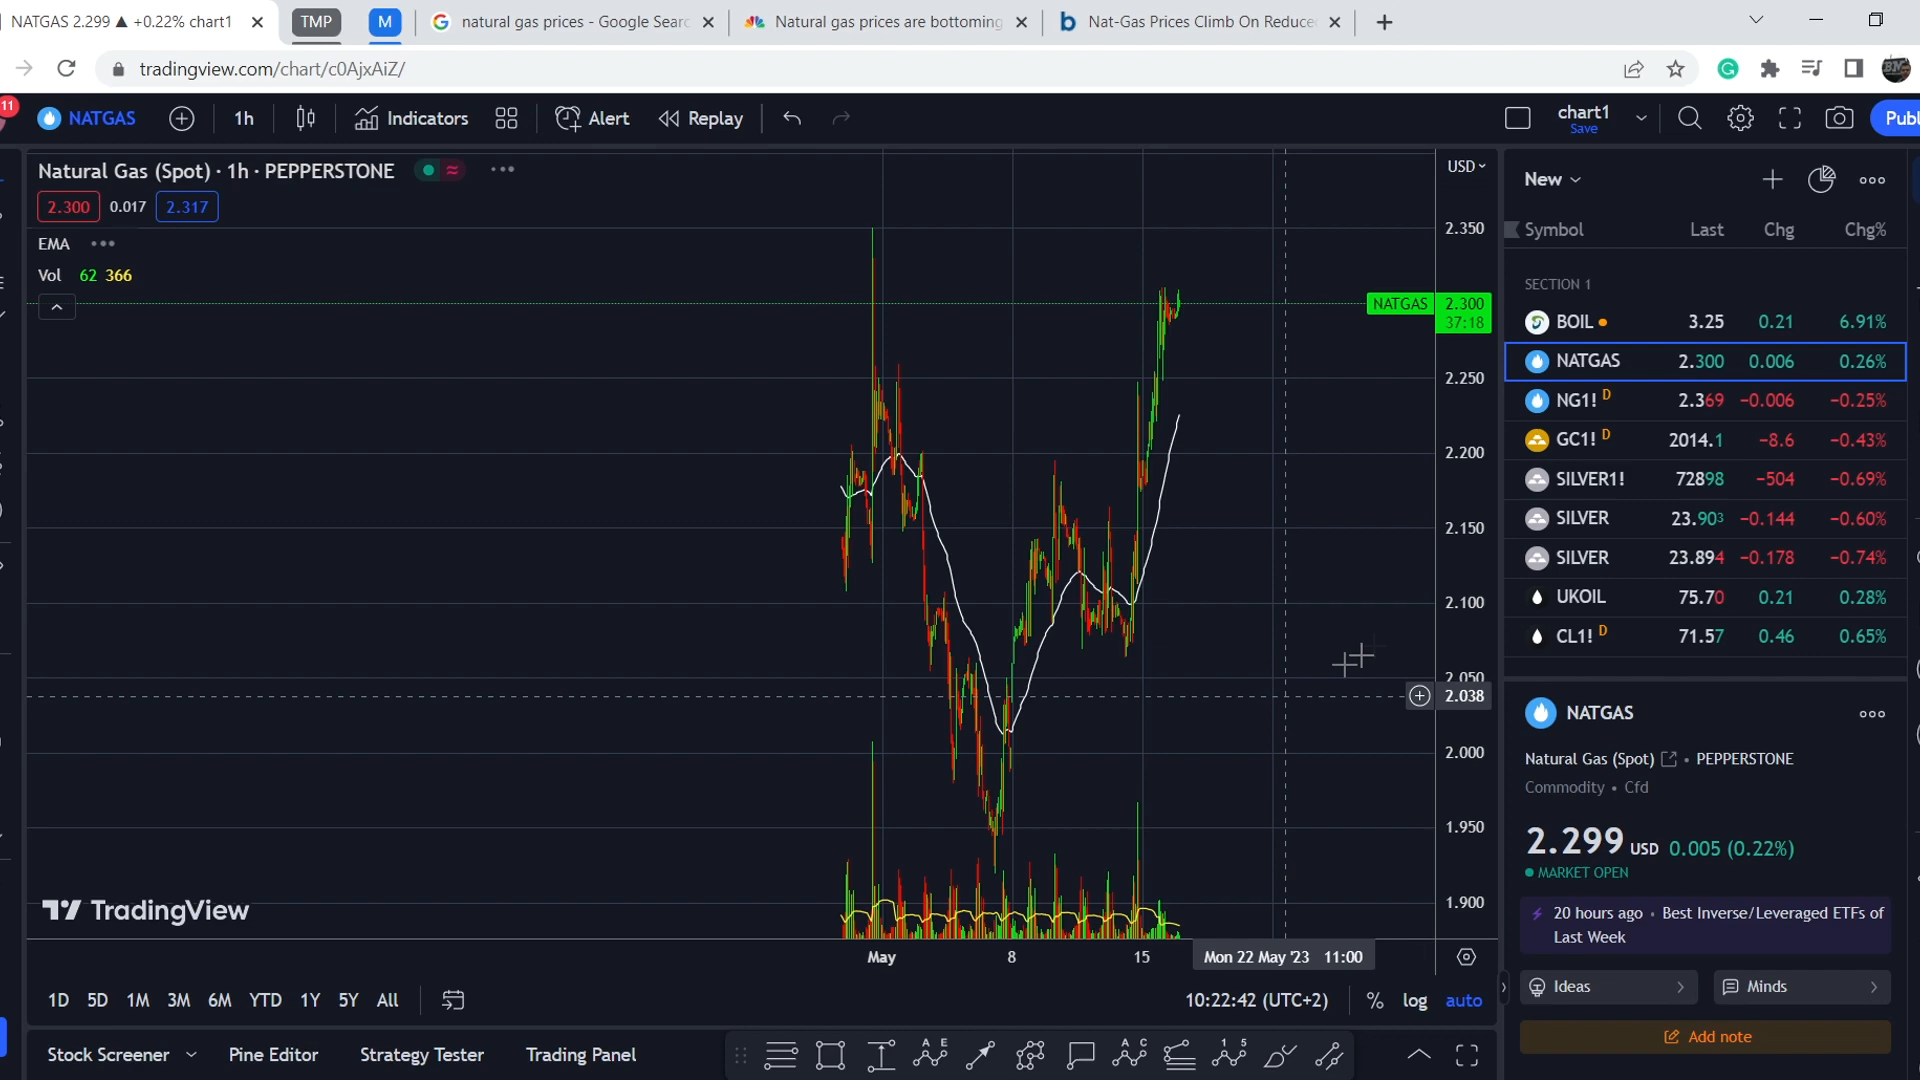 NATGAS 2.299 ▲ +0.22% chart1
TMP
M
natural gas prices - Google Searc
Natural gas prices are bottoming
Nat-Gas Prices Climb On Reduce
tradingview.com/chart/c0AjxAiZ/
11
NATGAS
1h
Indicators
Alert
Replay
chart1
Save
Publ
Natural Gas (Spot) · 1h · PEPPERSTONE
2.300 0.017 2.317
EMA
Vol 62 366
USD
2.350
NATGAS 2.300
37:18
2.250
2.200
2.150
2.100
2.050
2.038
2.000
1.950
1.900
TradingView
May
8
15
Mon 22 May '23 11:00
1D 5D 1M 3M 6M YTD 1Y 5Y All
10:22:42 (UTC+2)
% log auto
Stock Screener
Pine Editor
Strategy Tester
Trading Panel
A E
A C
1 5
New
Symbol Last Chg Chg%
SECTION 1
BOIL 3.25 0.21 6.91%
NATGAS 2.300 0.006 0.26%
NG1! D 2.369 −0.006 −0.25%
GC1! D 2014.1 −8.6 −0.43%
SILVER1! 72898 −504 −0.69%
SILVER 23.903 −0.144 −0.60%
SILVER 23.894 −0.178 −0.74%
UKOIL 75.70 0.21 0.28%
CL1! D 71.57 0.46 0.65%
NATGAS
Natural Gas (Spot) • PEPPERSTONE
Commodity • Cfd
2.299 USD 0.005 (0.22%)
MARKET OPEN
20 hours ago • Best Inverse/Leveraged ETFs of
Last Week
Ideas
Minds
Add note